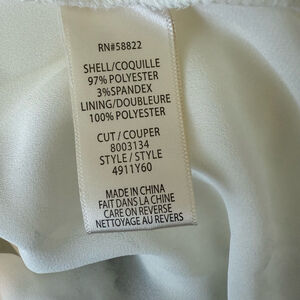 RN#58822
SHELL/COQUILLE
97% POLYESTER
3%SPANDEX
LINING/DOUBLEURE
100% POLYESTER
CUT / COUPER
8003134
STYLE / STYLE
4911Y60
MADE IN CHINA
FAIT DANS LA CHINE
CARE ON REVERSE
NETTOYAGE AU REVERS